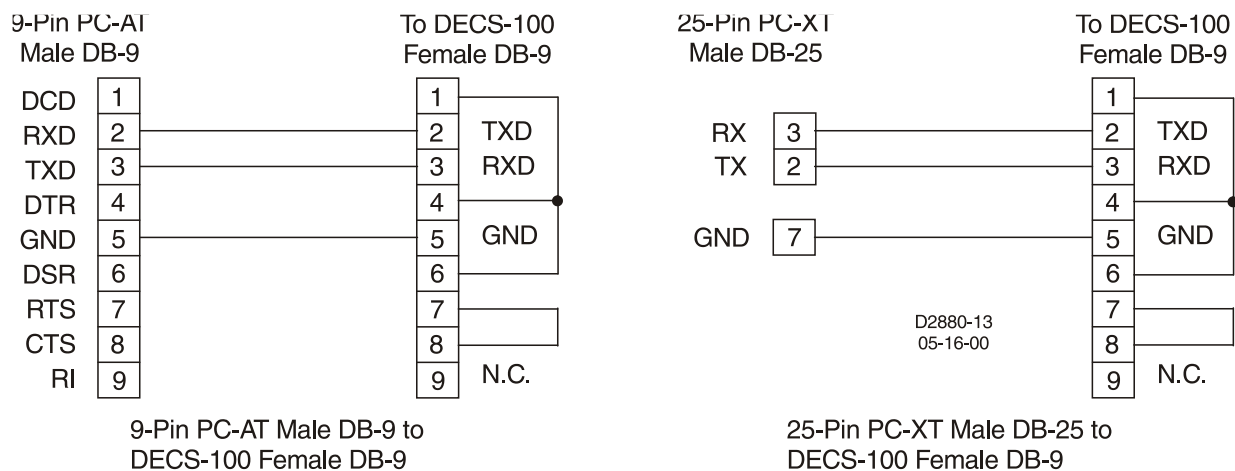 9-Pin PC-AT
Male DB-9
To DECS-100
Female DB-9
DCD 1
RXD 2
TXD 3
DTR 4
GND 5
DSR 6
RTS 7
CTS 8
RI 9
1
2 TXD
3 RXD
4
5 GND
6
7
8
9 N.C.
9-Pin PC-AT Male DB-9 to
DECS-100 Female DB-9
25-Pin PC-XT
Male DB-25
To DECS-100
Female DB-9
RX 3
TX 2
GND 7
1
2 TXD
3 RXD
4
5 GND
6
7
8
9 N.C.
D2880-13
05-16-00
25-Pin PC-XT Male DB-25 to
DECS-100 Female DB-9